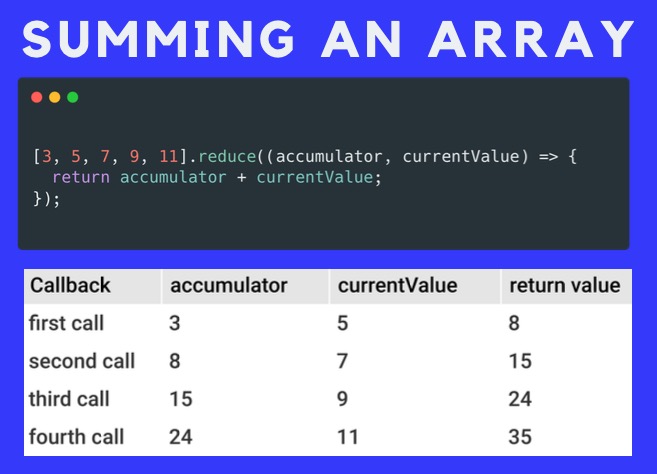 SUMMING AN ARRAY
[3, 5, 7, 9, 11].reduce((accumulator, currentValue) => {
  return accumulator + currentValue;
});
Callback accumulator currentValue return value
first call 3 5 8
second call 8 7 15
third call 15 9 24
fourth call 24 11 35